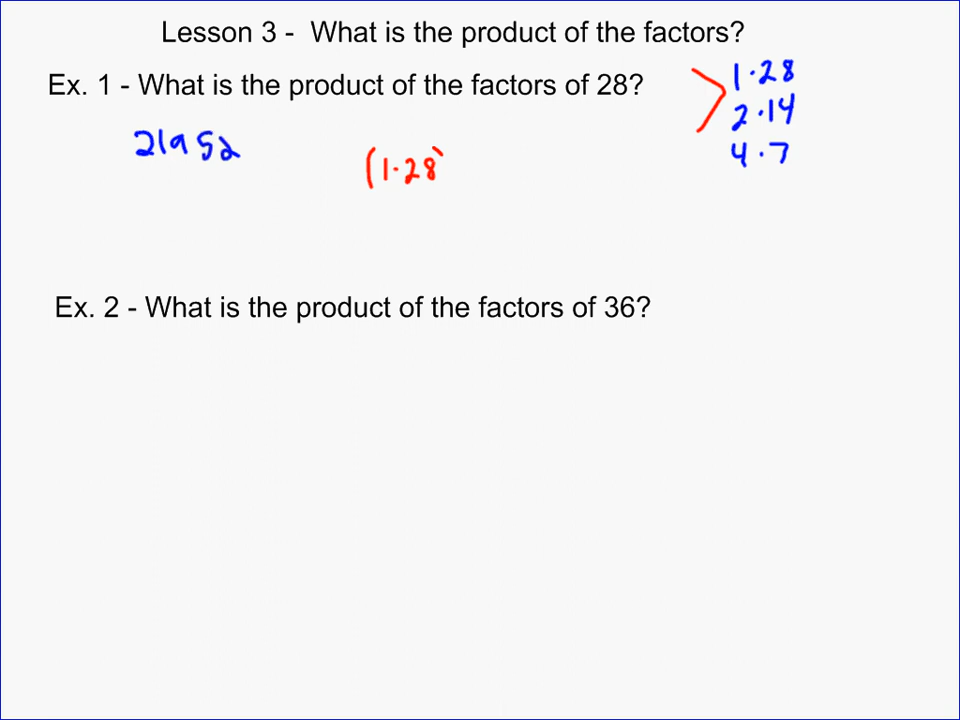 Lesson 3 - What is the product of the factors?
Ex. 1 - What is the product of the factors of 28?
1·28
2·14
4·7
21952
(1·28
Ex. 2 - What is the product of the factors of 36?